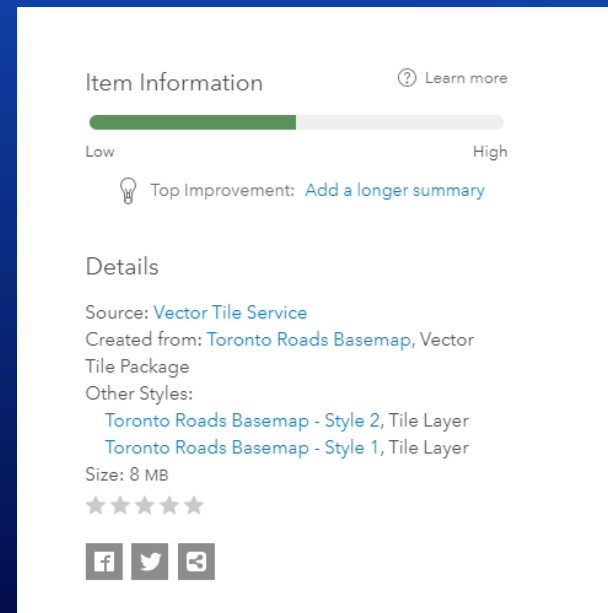 Item Information
Learn more
Low
High
Top Improvement: Add a longer summary
Details
Source: Vector Tile Service
Created from: Toronto Roads Basemap, Vector
Tile Package
Other Styles:
Toronto Roads Basemap - Style 2, Tile Layer
Toronto Roads Basemap - Style 1, Tile Layer
Size: 8 MB